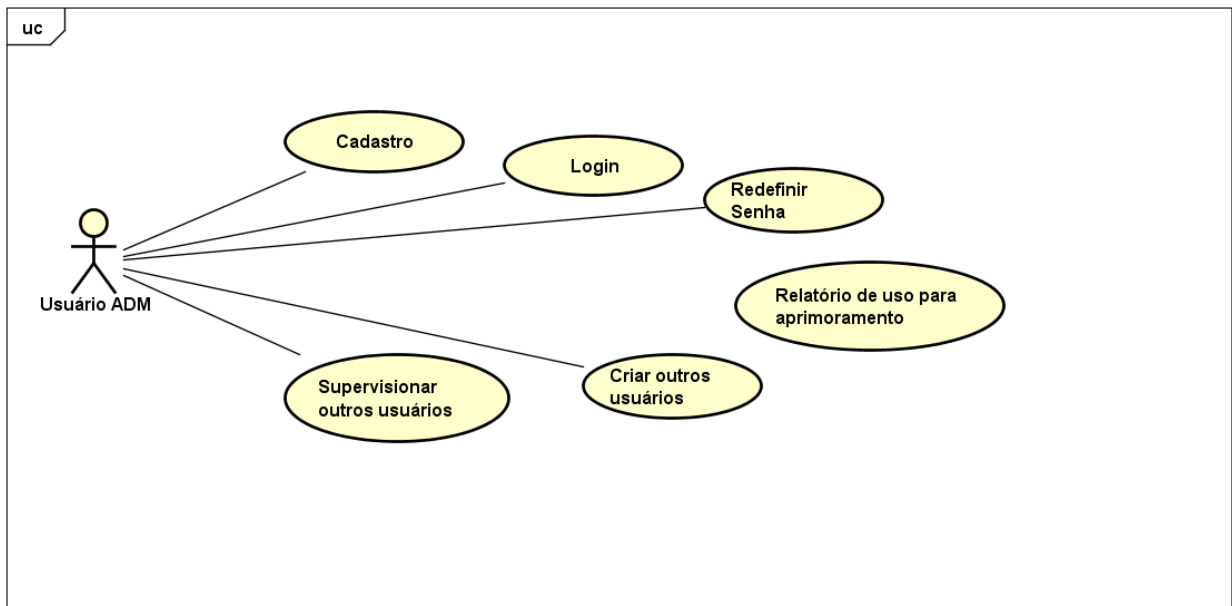 uc
Cadastro
Login
Redefinir
Senha
Usuário ADM
Relatório de uso para
aprimoramento
Supervisionar
outros usuários
Criar outros
usuários